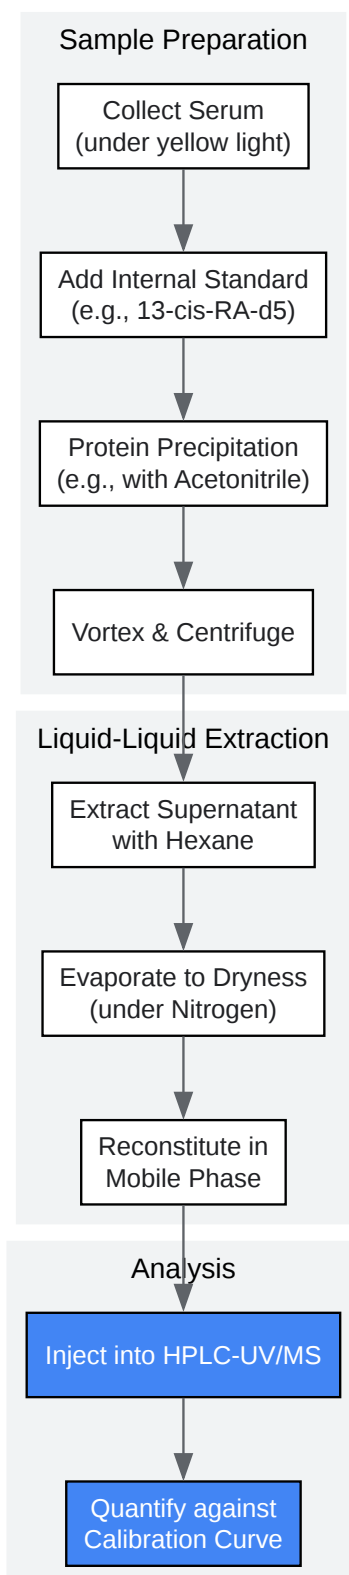 Sample Preparation
Collect Serum
(under yellow light)
Add Internal Standard
(e.g., 13-cis-RA-d5)
Protein Precipitation
(e.g., with Acetonitrile)
Vortex & Centrifuge
Liquid-Liquid Extraction
Extract Supernatant
with Hexane
Evaporate to Dryness
(under Nitrogen)
Reconstitute in
Mobile Phase
Analysis
Inject into HPLC-UV/MS
Quantify against
Calibration Curve